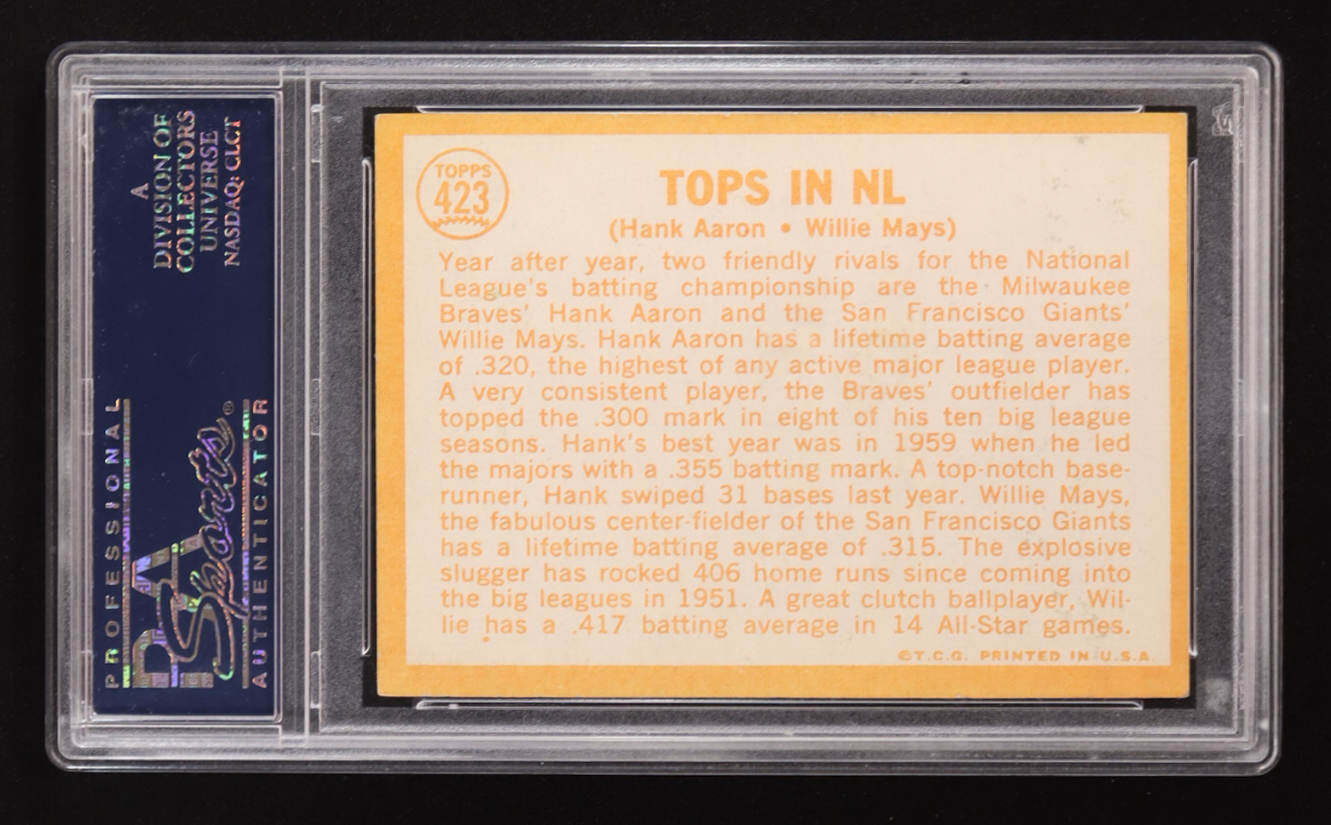 A
DIVISION OF
COLLECTORS
UNIVERSE
NASDAQ: CLCT
PROFESSIONAL
PSA
Sports®
AUTHENTICATOR
TOPPS
423
TOPS IN NL
(Hank Aaron • Willie Mays)
Year after year, two friendly rivals for the National
League's batting championship are the Milwaukee
Braves' Hank Aaron and the San Francisco Giants'
Willie Mays. Hank Aaron has a lifetime batting average
of .320, the highest of any active major league player.
A very consistent player, the Braves' outfielder has
topped the .300 mark in eight of his ten big league
seasons. Hank's best year was in 1959 when he led
the majors with a .355 batting mark. A top-notch base-
runner, Hank swiped 31 bases last year. Willie Mays,
the fabulous center-fielder of the San Francisco Giants
has a lifetime batting average of .315. The explosive
slugger has rocked 406 home runs since coming into
the big leagues in 1951. A great clutch ballplayer, Wil-
lie has a .417 batting average in 14 All-Star games.
©T.C.G. PRINTED IN U.S.A.